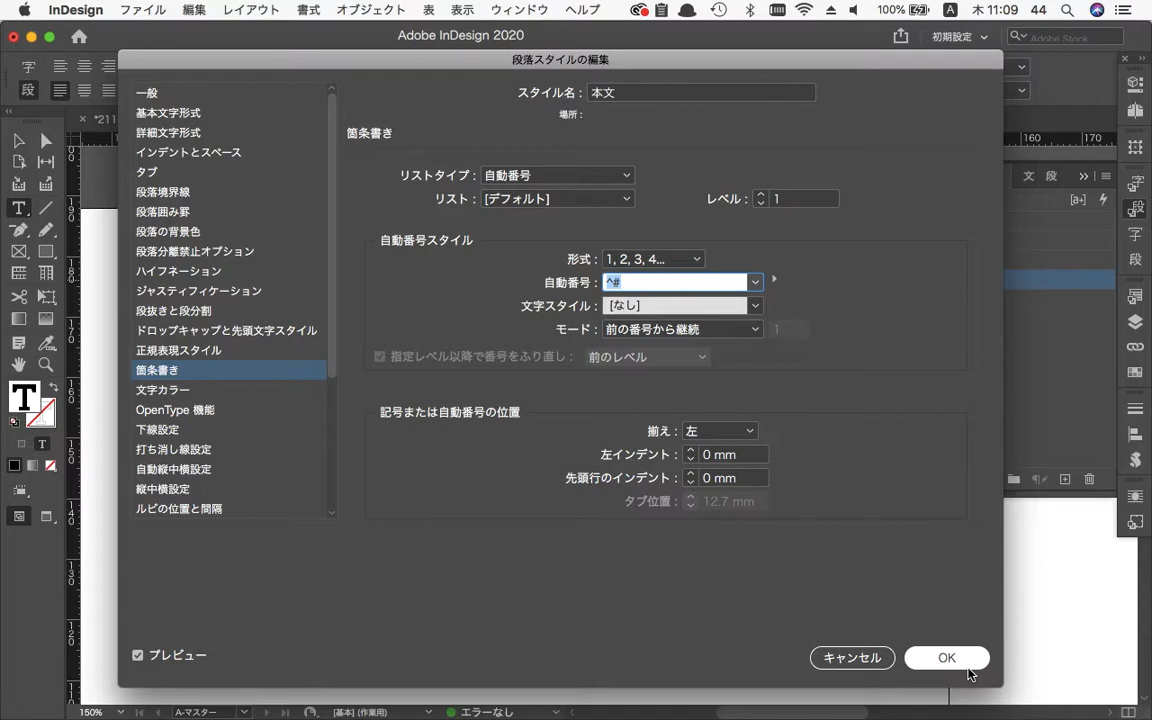 InDesign ファイル 編集 レイアウト 書式 オブジェクト 表 表示 ウィンドウ ヘルプ 100% A 木 11:09 44
Adobe InDesign 2020 初期設定 Adobe Stock
字
段
段落スタイルの編集
一般
基本文字形式
詳細文字形式
インデントとスペース
タブ
段落境界線
段落囲み罫
段落の背景色
段落分離禁止オプション
ハイフネーション
ジャスティフィケーション
段抜きと段分割
ドロップキャップと先頭文字スタイル
正規表現スタイル
箇条書き
文字カラー
OpenType 機能
下線設定
打ち消し線設定
自動縦中横設定
縦中横設定
ルビの位置と間隔
スタイル名 : 本文
場所 :
箇条書き
リストタイプ : 自動番号
リスト : [デフォルト] レベル : 1
自動番号スタイル
形式 : 1, 2, 3, 4...
自動番号 : ^#
文字スタイル : [なし]
モード : 前の番号から継続 1
指定レベル以降で番号をふり直し : 前のレベル
記号または自動番号の位置
揃え : 左
左インデント : 0 mm
先頭行のインデント : 0 mm
タブ位置 : 12.7 mm
プレビュー キャンセル OK
160 170
文 段
150% A-マスター [基本] (作業用) エラーなし